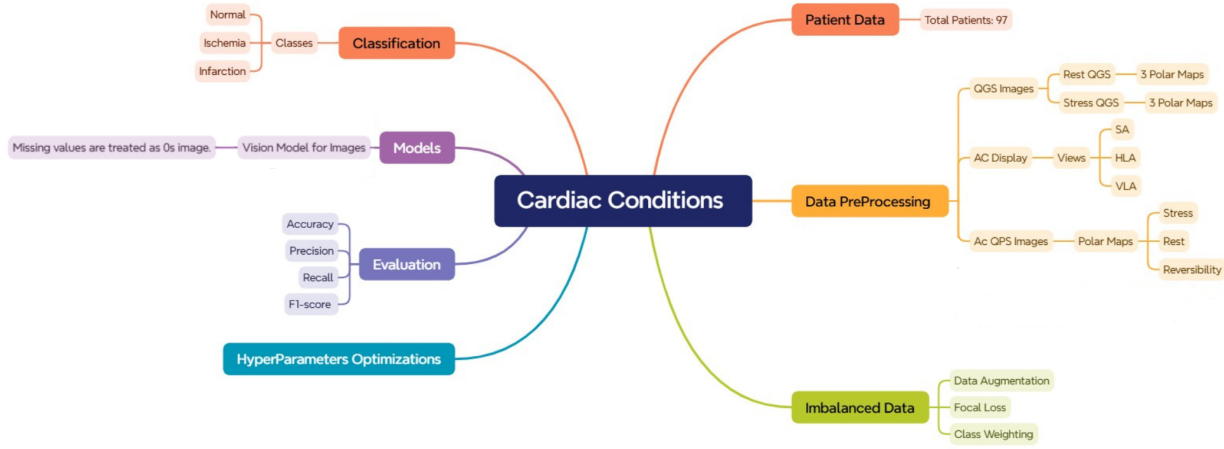 Cardiac Conditions
Classification
Classes
Normal
Ischemia
Infarction
Models
Vision Model for Images
Missing values are treated as 0s image.
Evaluation
Accuracy
Precision
Recall
F1-score
HyperParameters Optimizations
Patient Data
Total Patients: 97
Data PreProcessing
QGS Images
Rest QGS
3 Polar Maps
Stress QGS
3 Polar Maps
AC Display
Views
SA
HLA
VLA
Ac QPS Images
Polar Maps
Stress
Rest
Reversibility
Imbalanced Data
Data Augmentation
Focal Loss
Class Weighting